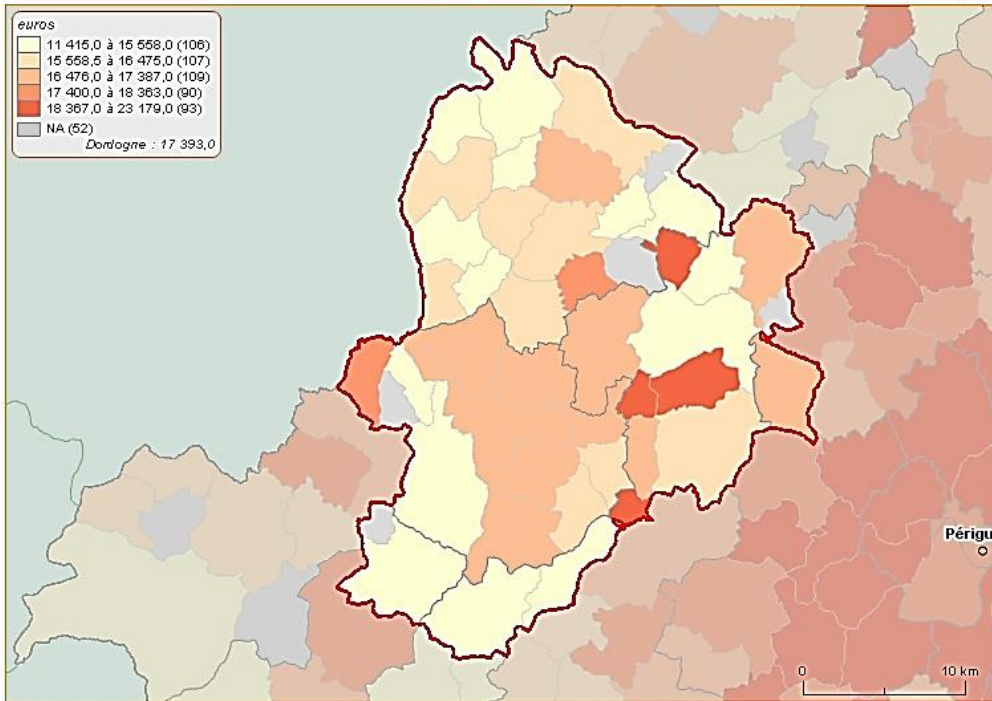 euros
11 415,0 à 15 558,0 (106)
15 558,5 à 16 475,0 (107)
16 476,0 à 17 387,0 (109)
17 400,0 à 18 363,0 (90)
18 367,0 à 23 179,0 (93)
NA (52)
Dordogne : 17 393,0
Périgu
0 10 km